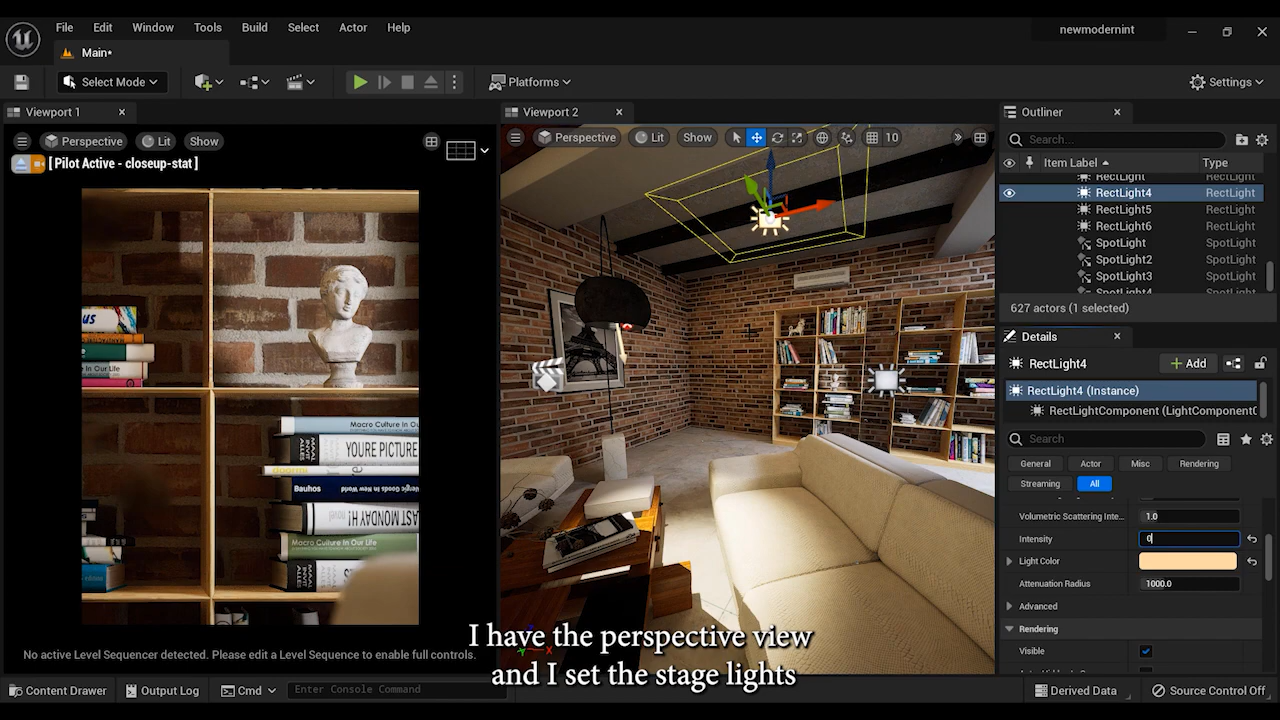 File Edit Window Tools Build Select Actor Help
newmodernint
Main*
Select Mode
Platforms
Settings
Viewport 1
Viewport 2
Outliner
Perspective Lit Show
Perspective Lit Show 10
[ Pilot Active - closeup-stat ]
Search...
Item Label Type
RectLight RectLight
RectLight4 RectLight
RectLight5 RectLight
RectLight6 RectLight
SpotLight SpotLight
SpotLight2 SpotLight
SpotLight3 SpotLight
SpotLight4 SpotLight
627 actors (1 selected)
Details
RectLight4
Add
RectLight4 (Instance)
RectLightComponent (LightComponent0
Search
General Actor Misc Rendering
Streaming All
Volumetric Scattering Inte... 1.0
Intensity 0
Light Color
Attenuation Radius 1000.0
Advanced
Rendering
Visible
In Our Life
Macro Culture In Our L
YOURE PICTURE
Bauhos
LAST MONDAY H!
Macro Culture In Our Life
I have the perspective view
and I set the stage lights
No active Level Sequencer detected. Please edit a Level Sequence to enable full controls.
Content Drawer Output Log Cmd Enter Console Command
Derived Data Source Control Off